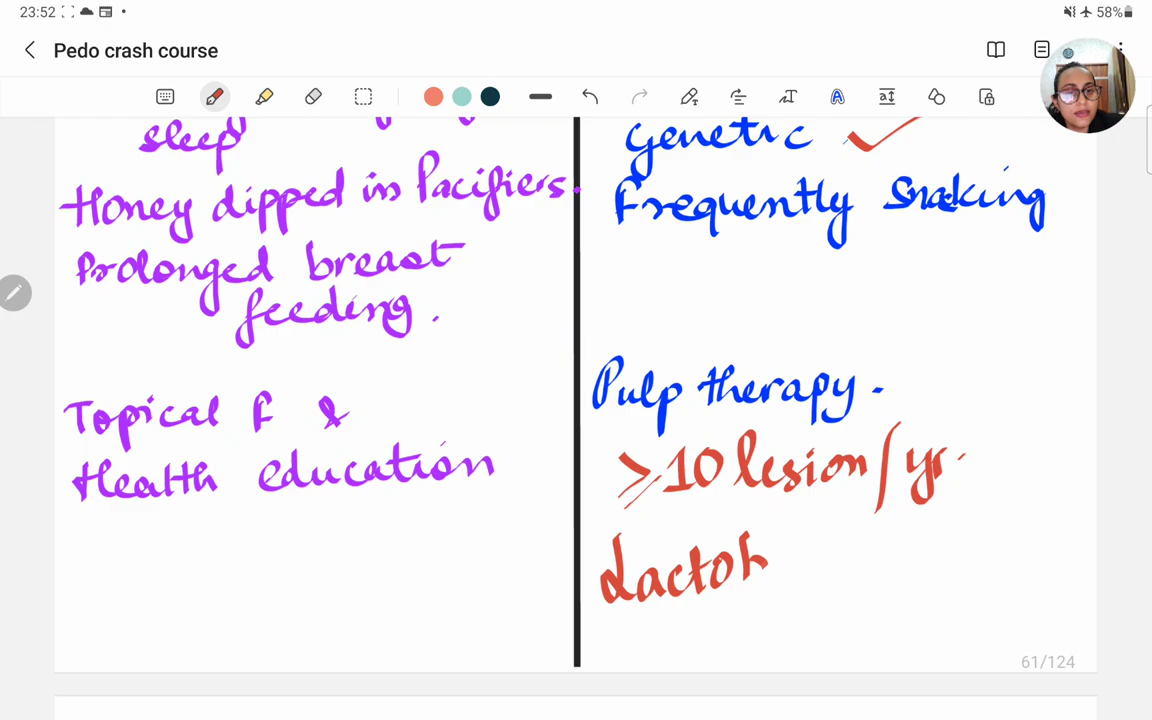 23:52
58%
Pedo crash course
sleep
Honey dipped in Pacifiers.
Prolonged breast
feeding.
Topical F &
Health education
Genetic
Frequently Snacking
Pulp therapy.
≥10 lesion/yr.
61/124